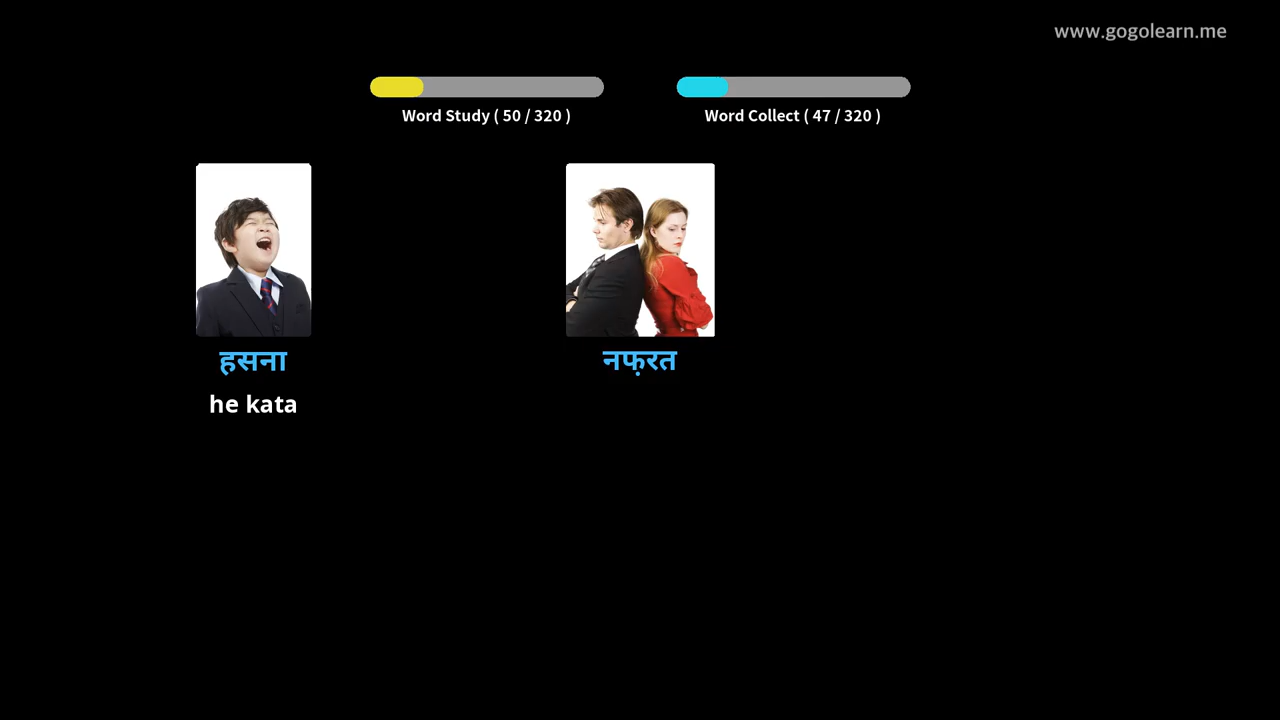 www.gogolearn.me
Word Study ( 50 / 320 )
Word Collect ( 47 / 320 )
हसना
नफ़रत
he kata